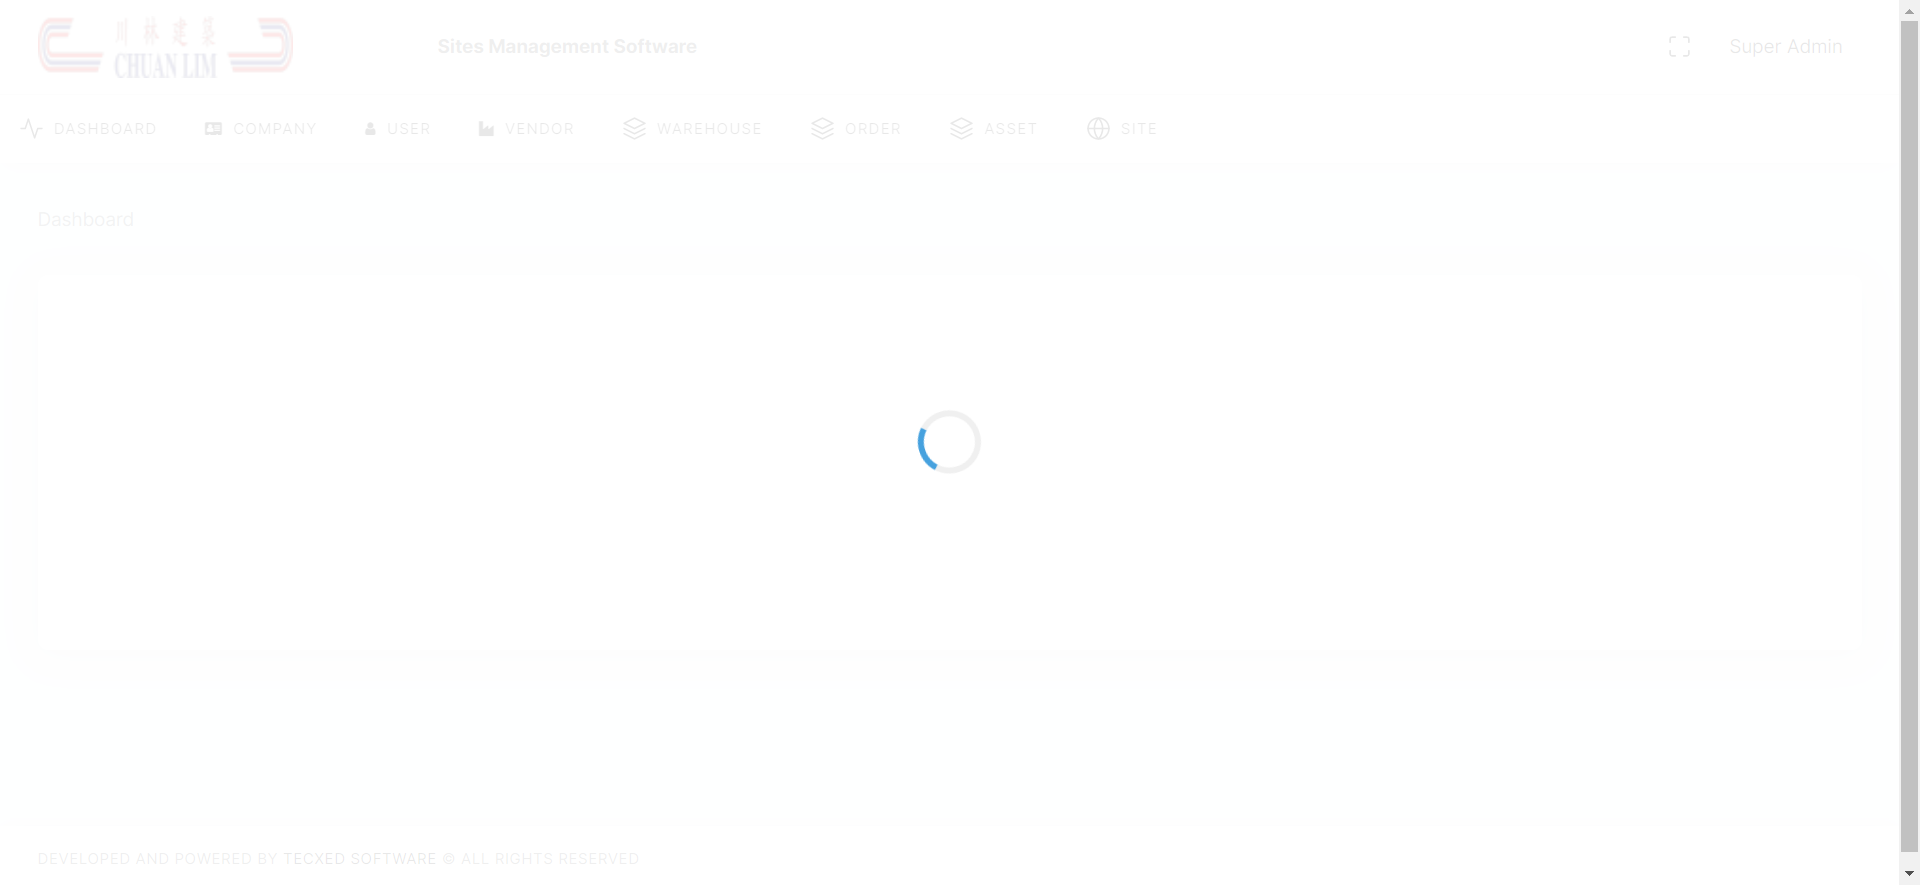 川林建築
CHUAN LIM
Sites Management Software
Super Admin
DASHBOARD COMPANY USER VENDOR WAREHOUSE ORDER ASSET SITE
Dashboard
DEVELOPED AND POWERED BY TECXED SOFTWARE © ALL RIGHTS RESERVED